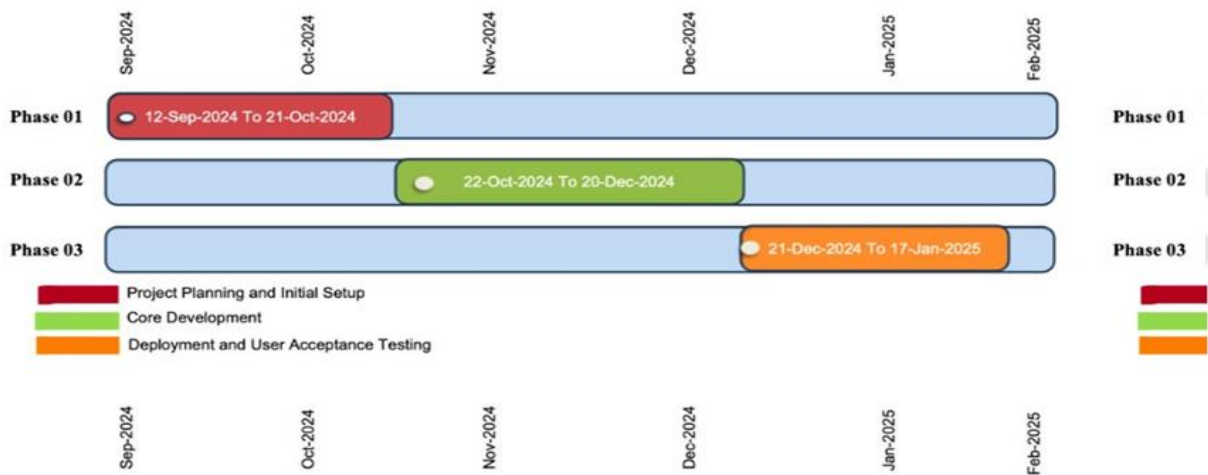 Sep-2024 Oct-2024 Nov-2024 Dec-2024 Jan-2025 Feb-2025
Phase 01 12-Sep-2024 To 21-Oct-2024 Phase 01
Phase 02 22-Oct-2024 To 20-Dec-2024 Phase 02
Phase 03 21-Dec-2024 To 17-Jan-2025 Phase 03
Project Planning and Initial Setup
Core Development
Deployment and User Acceptance Testing
Sep-2024 Oct-2024 Nov-2024 Dec-2024 Jan-2025 Feb-2025